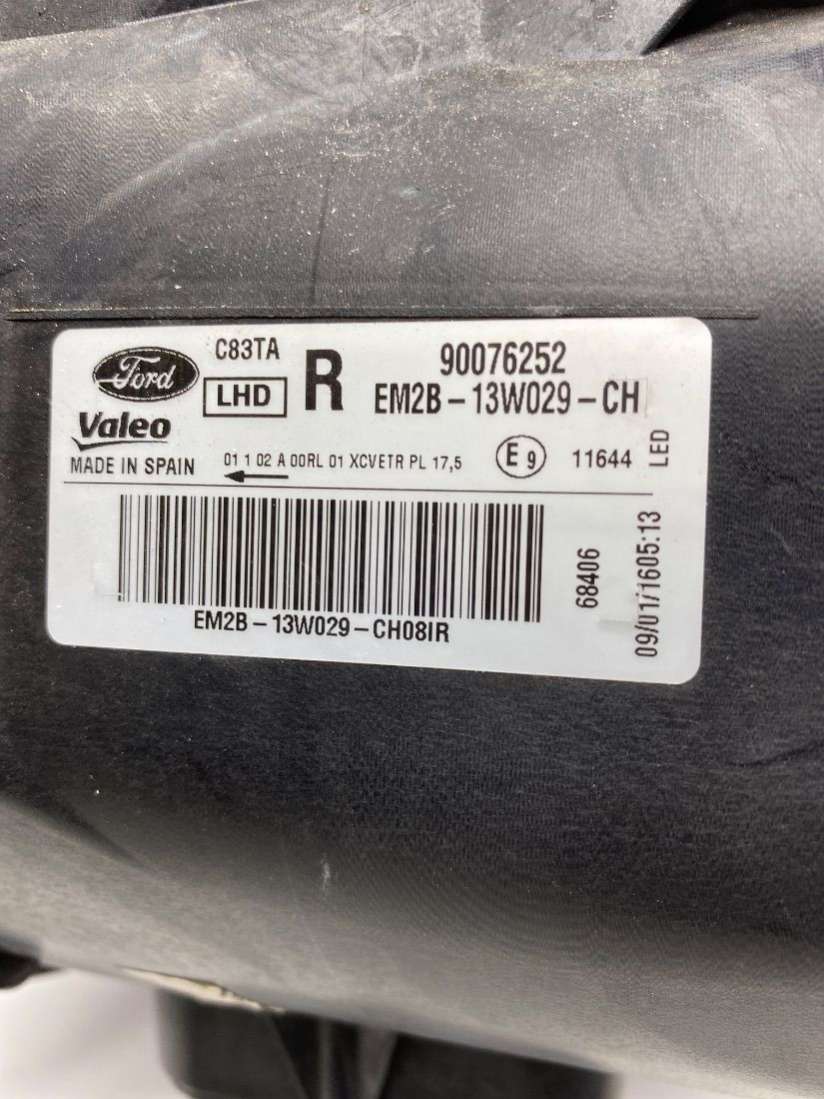 C83TA
Ford
LHD
R
90076252
EM2B-13W029-CH
Valeo
MADE IN SPAIN
01 1 02 A 00RL 01 XCVETR PL 17,5
E9
11644
LED
EM2B-13W029-CH08IR
68406
09/01/1605:13